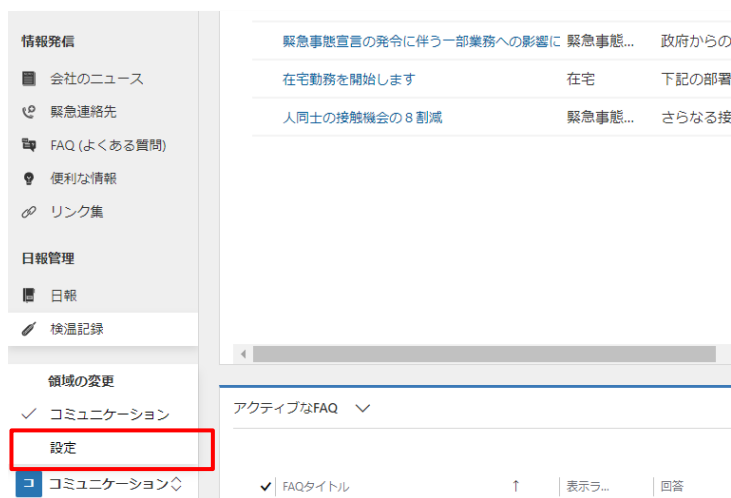 情報発信
会社のニュース
緊急連絡先
FAQ (よくある質問)
便利な情報
リンク集
日報管理
日報
検温記録
領域の変更
コミュニケーション
設定
コ コミュニケーション
緊急事態宣言の発令に伴う一部業務への影響に 緊急事態... 政府からの
在宅勤務を開始します 在宅 下記の部署
人同士の接触機会の8割減 緊急事態... さらなる接
アクティブなFAQ
FAQタイトル ↑ 表示ラ... 回答